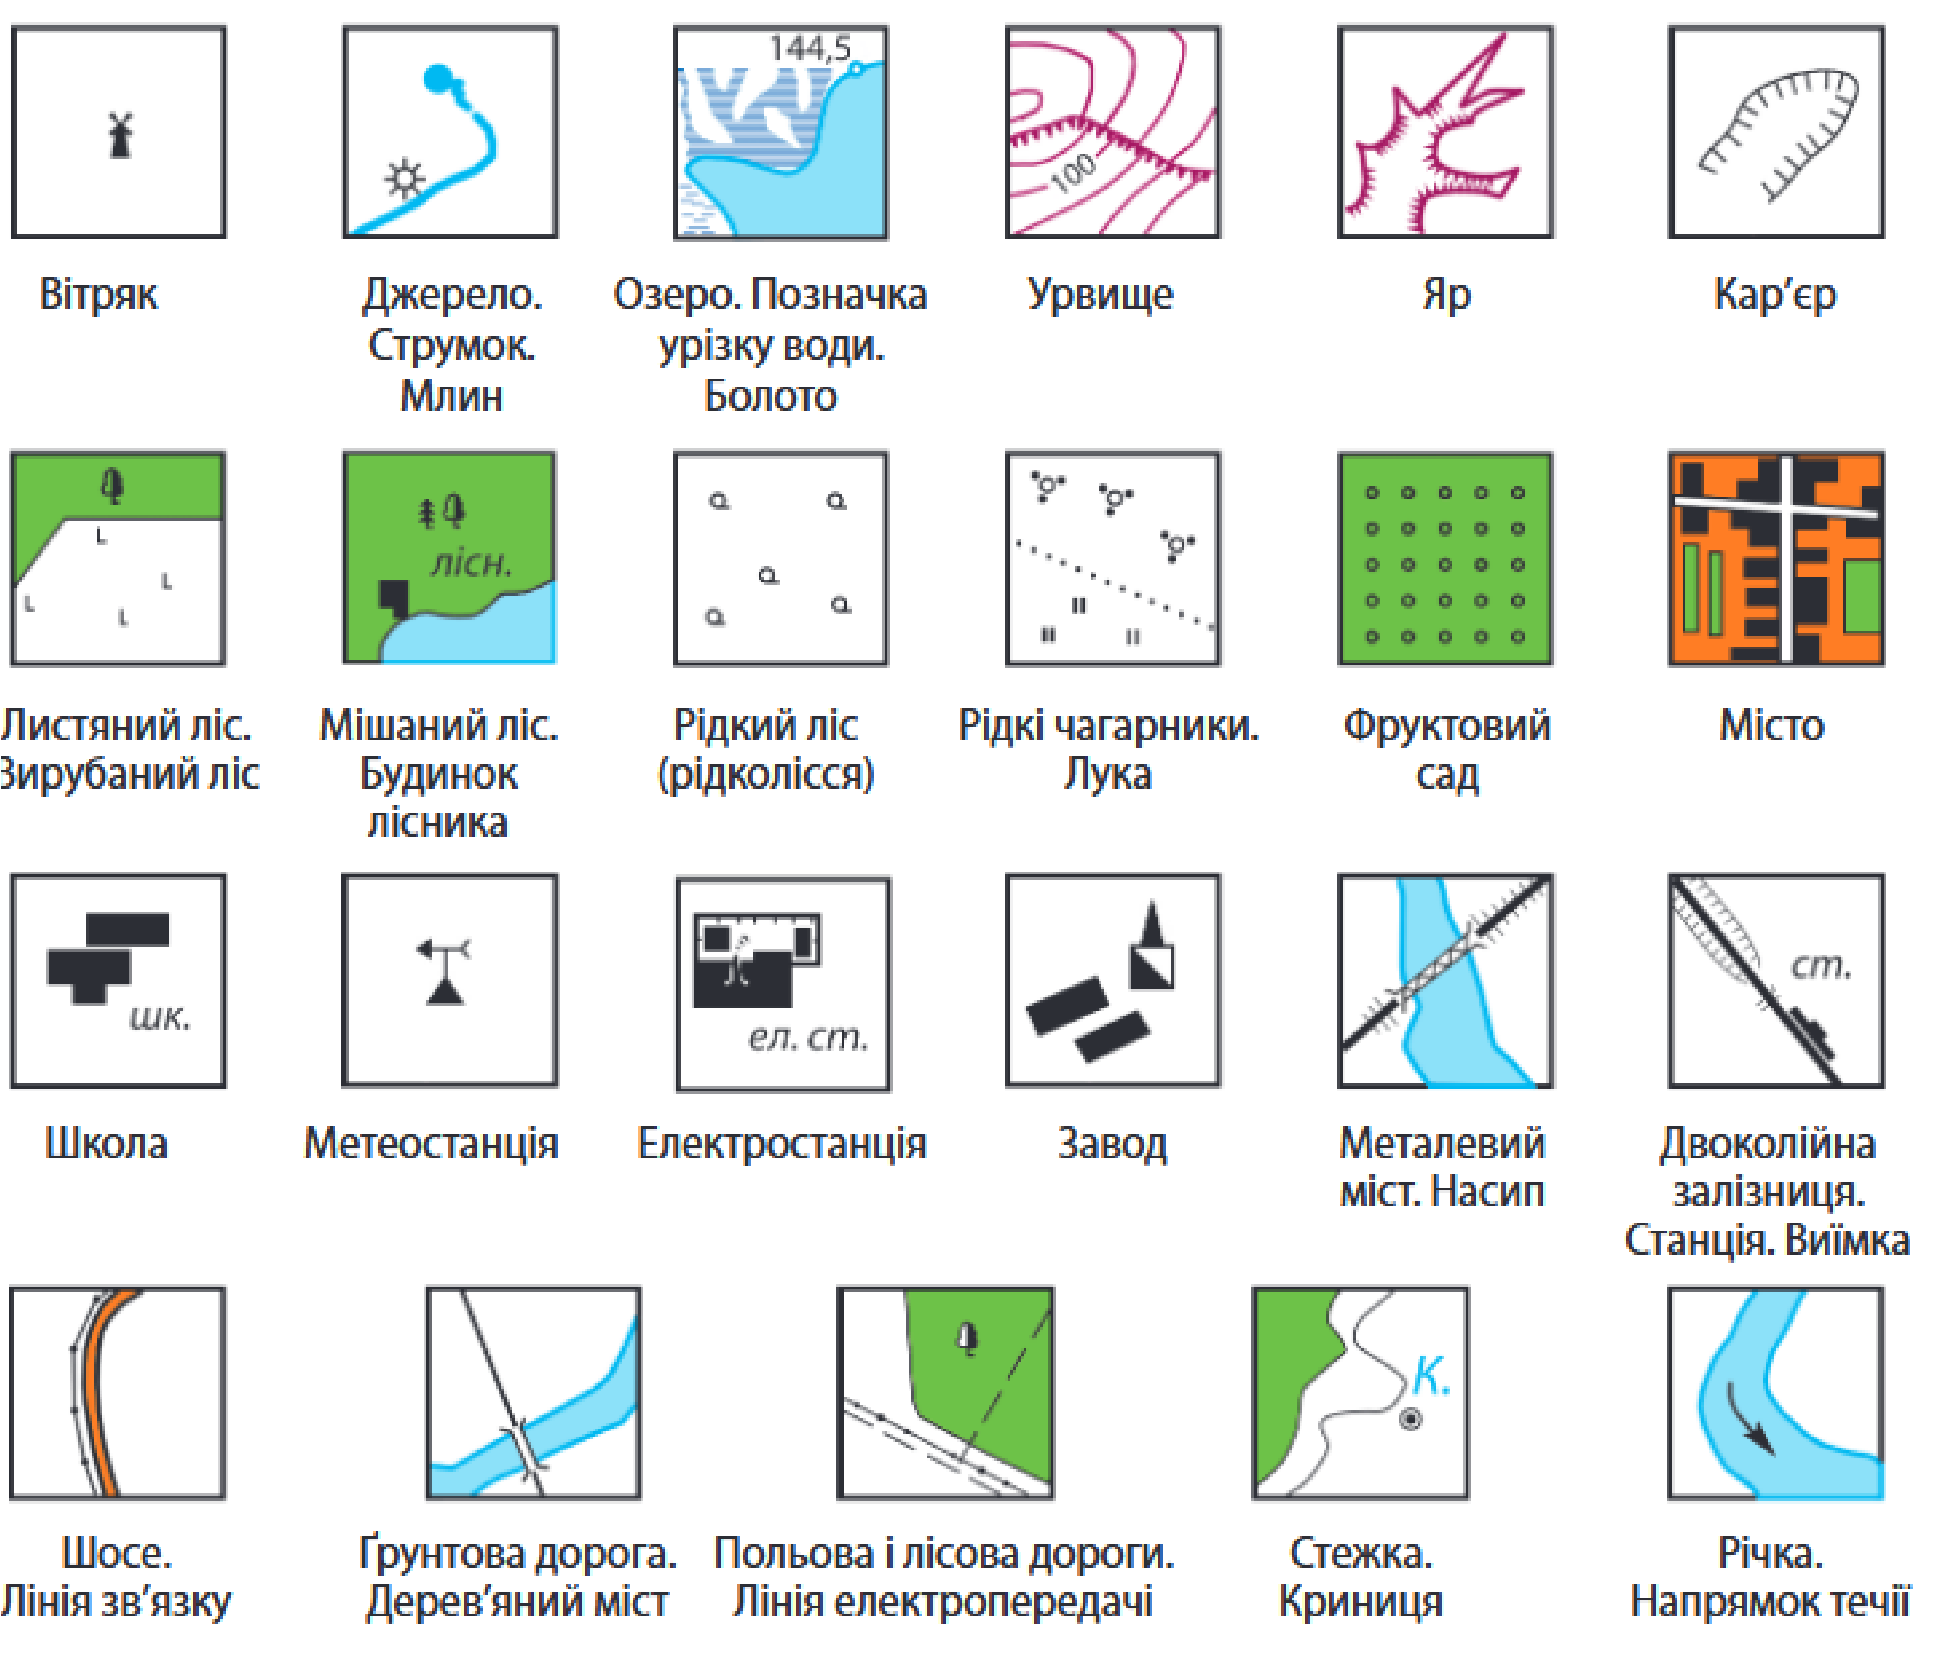 144,5
100
Вітряк
Джерело.
Струмок.
Млин
Озеро. Позначка
урізку води.
Болото
Урвище
Яр
Кар’єр
лісн.
Листяний ліс.
Вирубаний ліс
Мішаний ліс.
Будинок
лісника
Рідкий ліс
(рідколісся)
Рідкі чагарники.
Лука
Фруктовий
сад
Місто
шк.
ел. ст.
ст.
Школа
Метеостанція
Електростанція
Завод
Металевий
міст. Насип
Двоколійна
залізниця.
Станція. Виїмка
К.
Шосе.
Лінія зв’язку
Ґрунтова дорога.
Дерев’яний міст
Польова і лісова дороги.
Лінія електропередачі
Стежка.
Криниця
Річка.
Напрямок течії